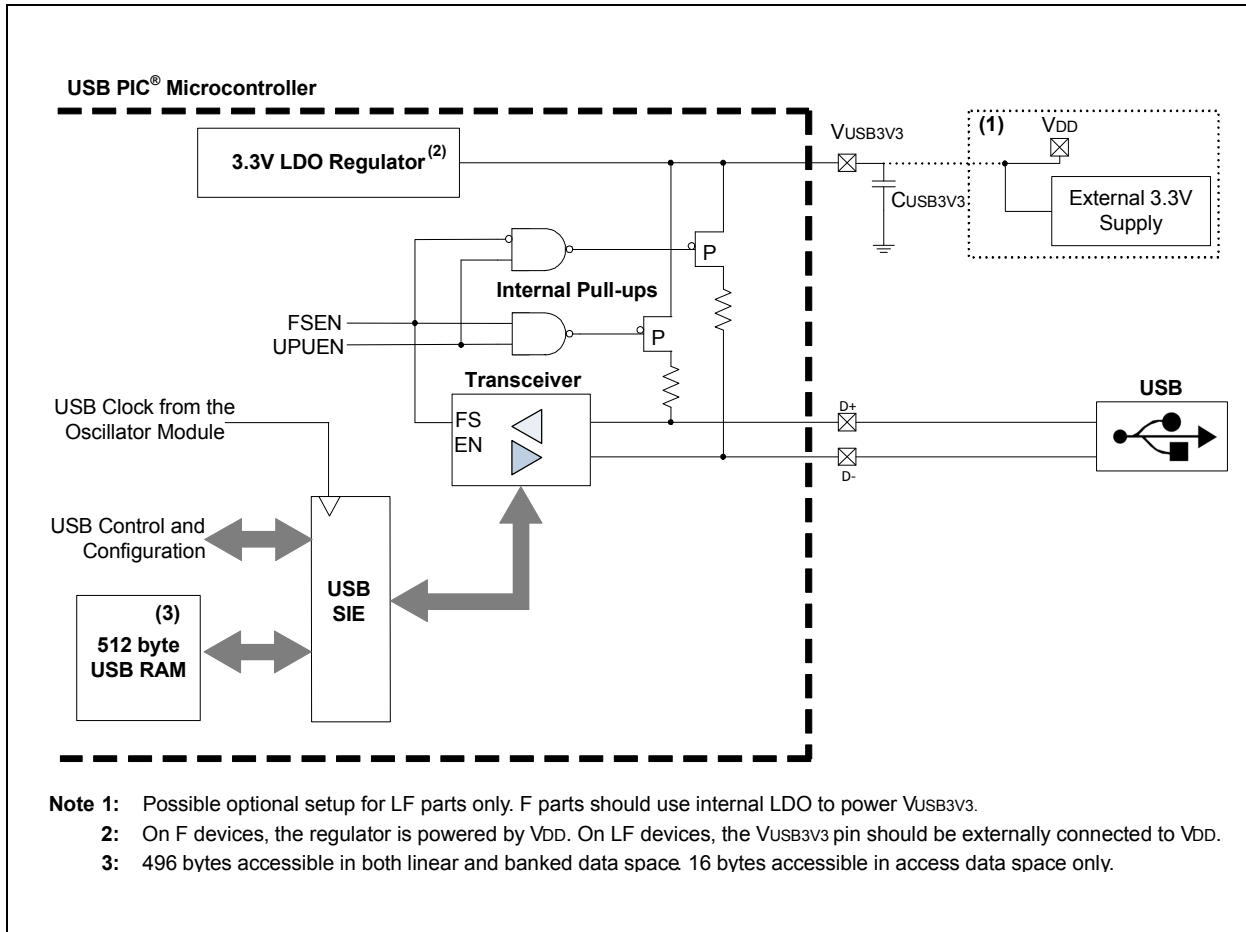 USB PIC® Microcontroller
3.3V LDO Regulator(2)
VUSB3V3
(1)
VDD
CUSB3V3
External 3.3V
Supply
P
Internal Pull-ups
FSEN
UPUEN
P
Transceiver
FS
EN
USB Clock from the
Oscillator Module
D+
D-
USB
USB Control and
Configuration
USB
SIE
(3)
512 byte
USB RAM
Note 1: Possible optional setup for LF parts only. F parts should use internal LDO to power VUSB3V3.
2: On F devices, the regulator is powered by VDD. On LF devices, the VUSB3V3 pin should be externally connected to VDD.
3: 496 bytes accessible in both linear and banked data space. 16 bytes accessible in access data space only.